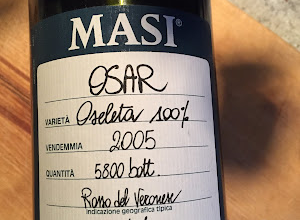 MASI®
OSAR
VARIETÀ Oseleta 100%
VENDEMMIA 2005
QUANTITÀ 5800 bott.
Rosso del Veronese
indicazione geografica tipica